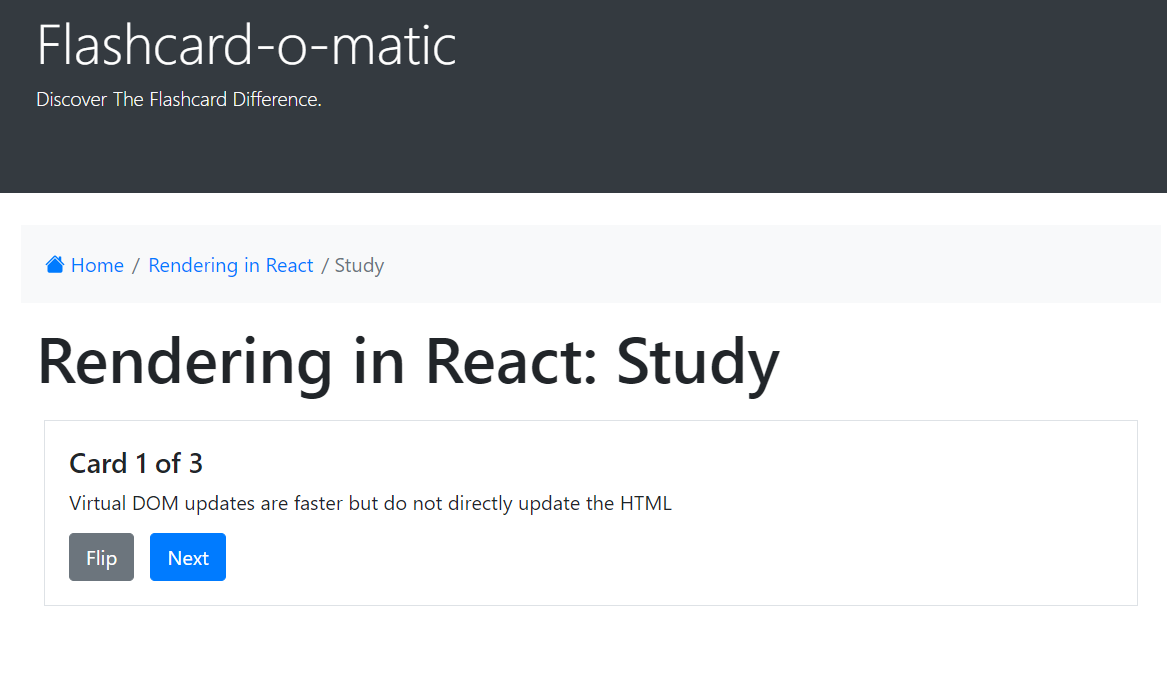 Flashcard-o-matic
Discover The Flashcard Difference.
Home / Rendering in React / Study
Rendering in React: Study
Card 1 of 3
Virtual DOM updates are faster but do not directly update the HTML
Flip Next